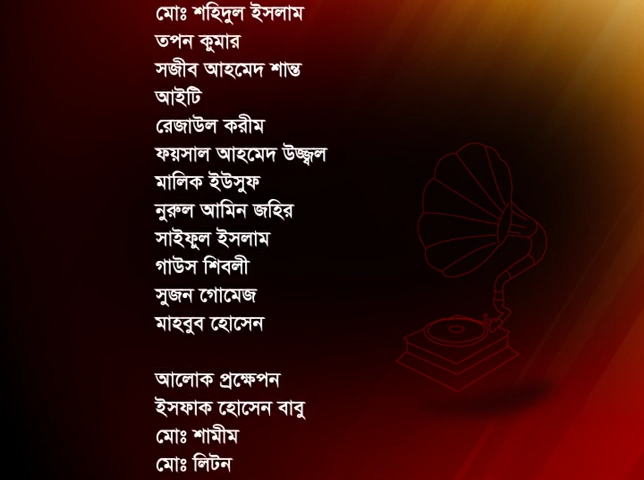 মোঃ শহিদুল ইসলাম
তপন কুমার
সজীব আহমেদ শান্ত
আইটি
রেজাউল করীম
ফয়সাল আহমেদ উজ্জ্বল
মালিক ইউসুফ
নুরুল আমিন জহির
সাইফুল ইসলাম
গাউস শিবলী
সুজন গোমেজ
মাহবুব হোসেন
আলোক প্রক্ষেপন
ইসফাক হোসেন বাবু
মোঃ শামীম
মোঃ লিটন